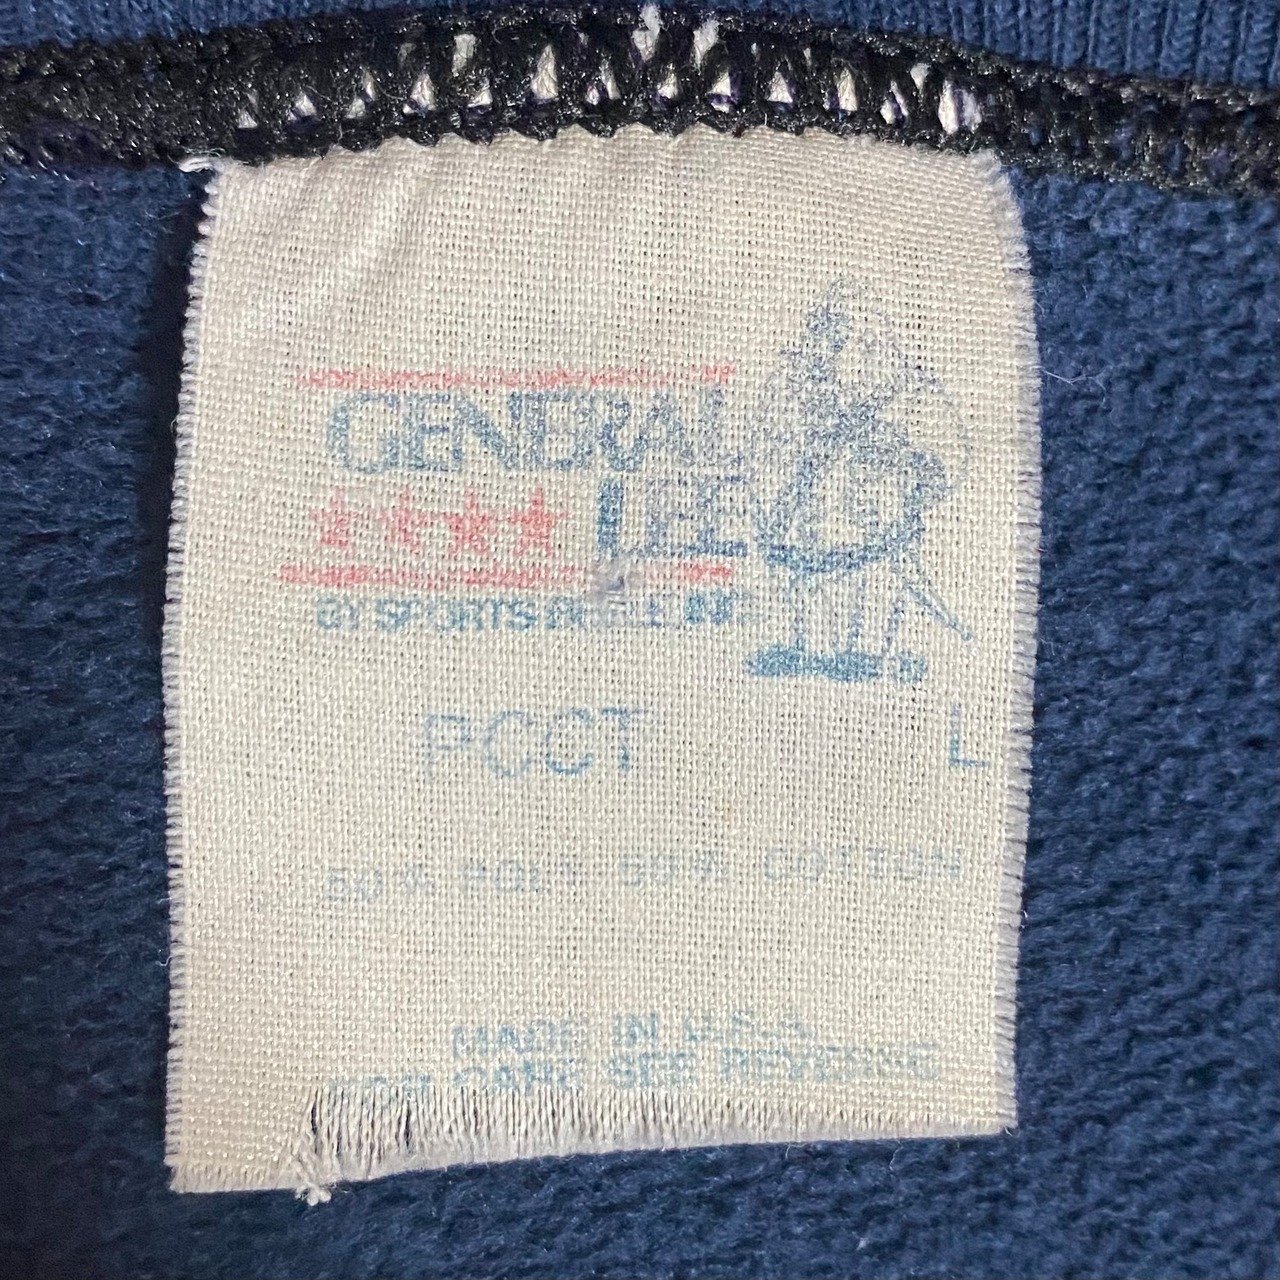 GENERAL
LEE
BY SPORTS BELLE INC
PCCT L
50% POLY 50% COTTON
MADE IN U.S.A.
FOR CARE SEE REVERSE